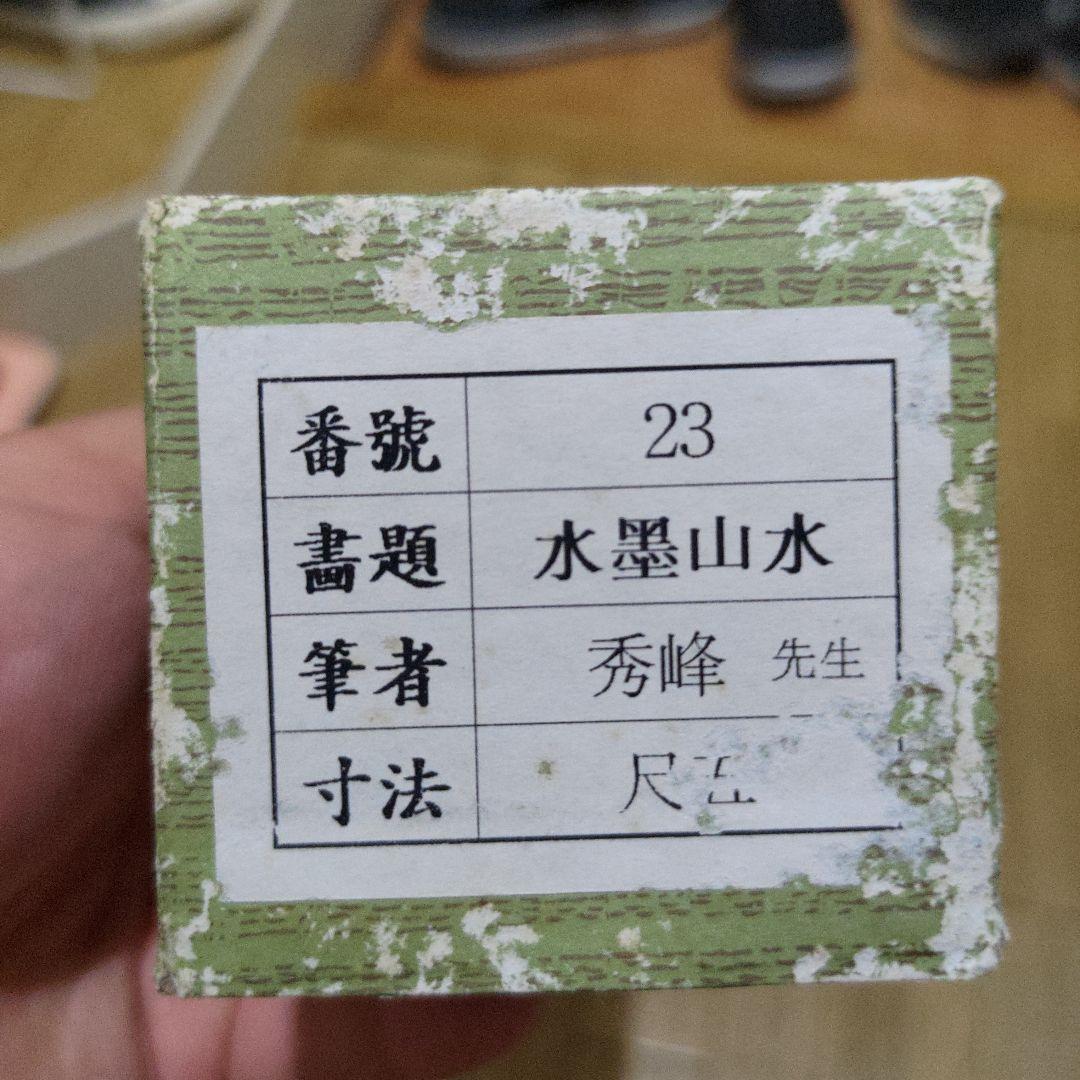 番號 23
畫題 水墨山水
筆者 秀峰 先生
寸法 尺五